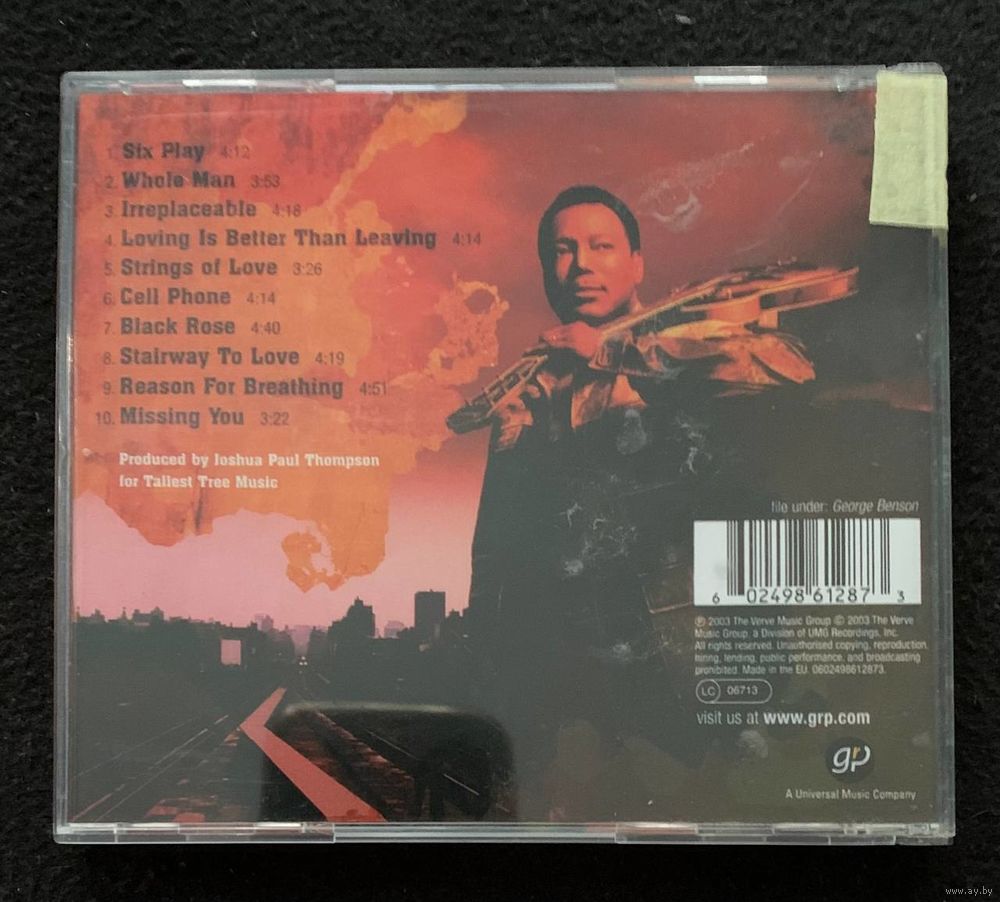 1. Six Play 4:12
2. Whole Man 3:53
3. Irreplaceable 4:18
4. Loving Is Better Than Leaving 4:14
5. Strings of Love 3:26
6. Cell Phone 4:14
7. Black Rose 4:40
8. Stairway To Love 4:19
9. Reason For Breathing 4:51
10. Missing You 3:22
Produced by Joshua Paul Thompson
for Tallest Tree Music
file under: George Benson
6 02498 61287 3
℗ 2003 The Verve Music Group © 2003 The Verve
Music Group, a Division of UMG Recordings, Inc.
All rights reserved. Unauthorised copying, reproduction,
hiring, lending, public performance, and broadcasting
prohibited. Made in the EU. 0602498612873.
LC 06713
visit us at www.grp.com
grp
A Universal Music Company
www.ay.by